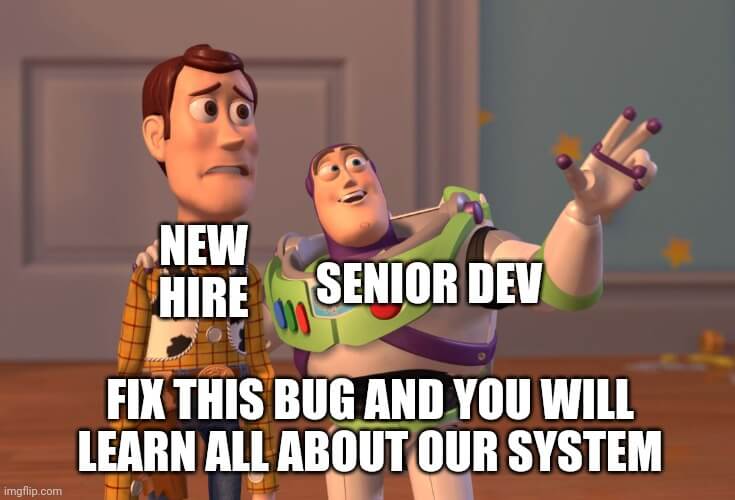 NEW
HIRE
SENIOR DEV
FIX THIS BUG AND YOU WILL
LEARN ALL ABOUT OUR SYSTEM
imgflip.com